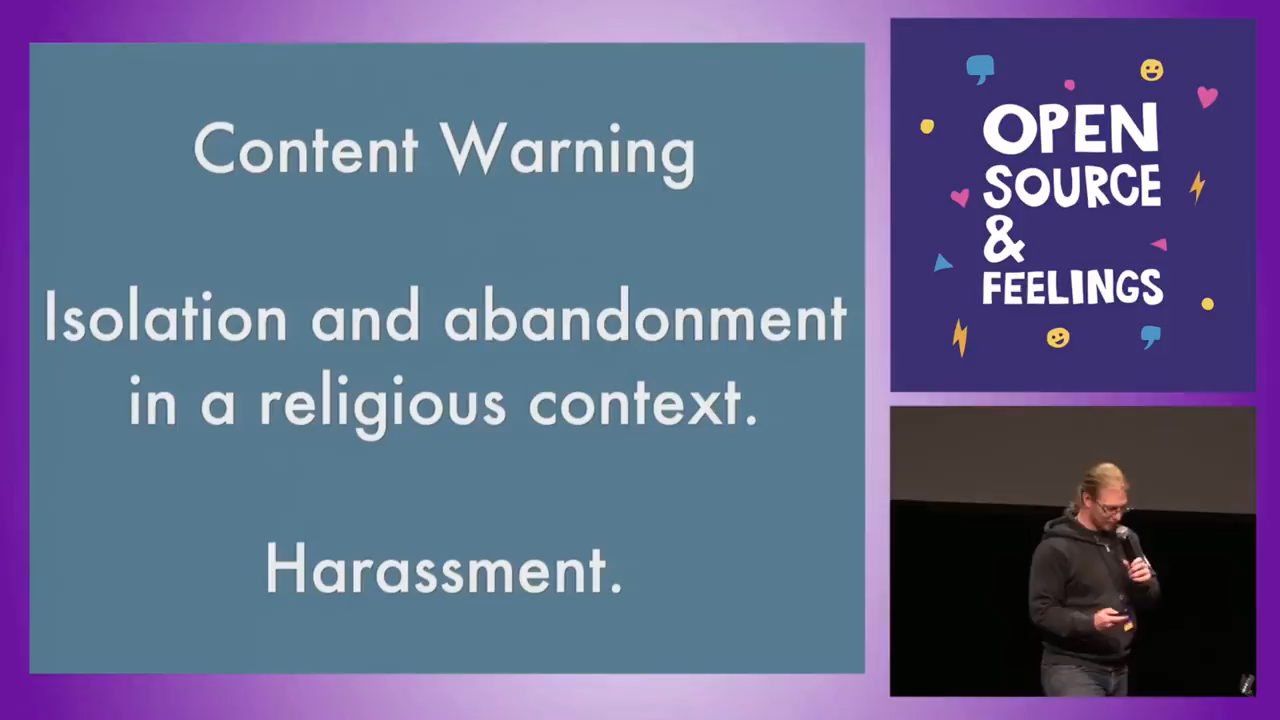 Content Warning
Isolation and abandonment
in a religious context.
Harassment.
OPEN
SOURCE
&
FEELINGS